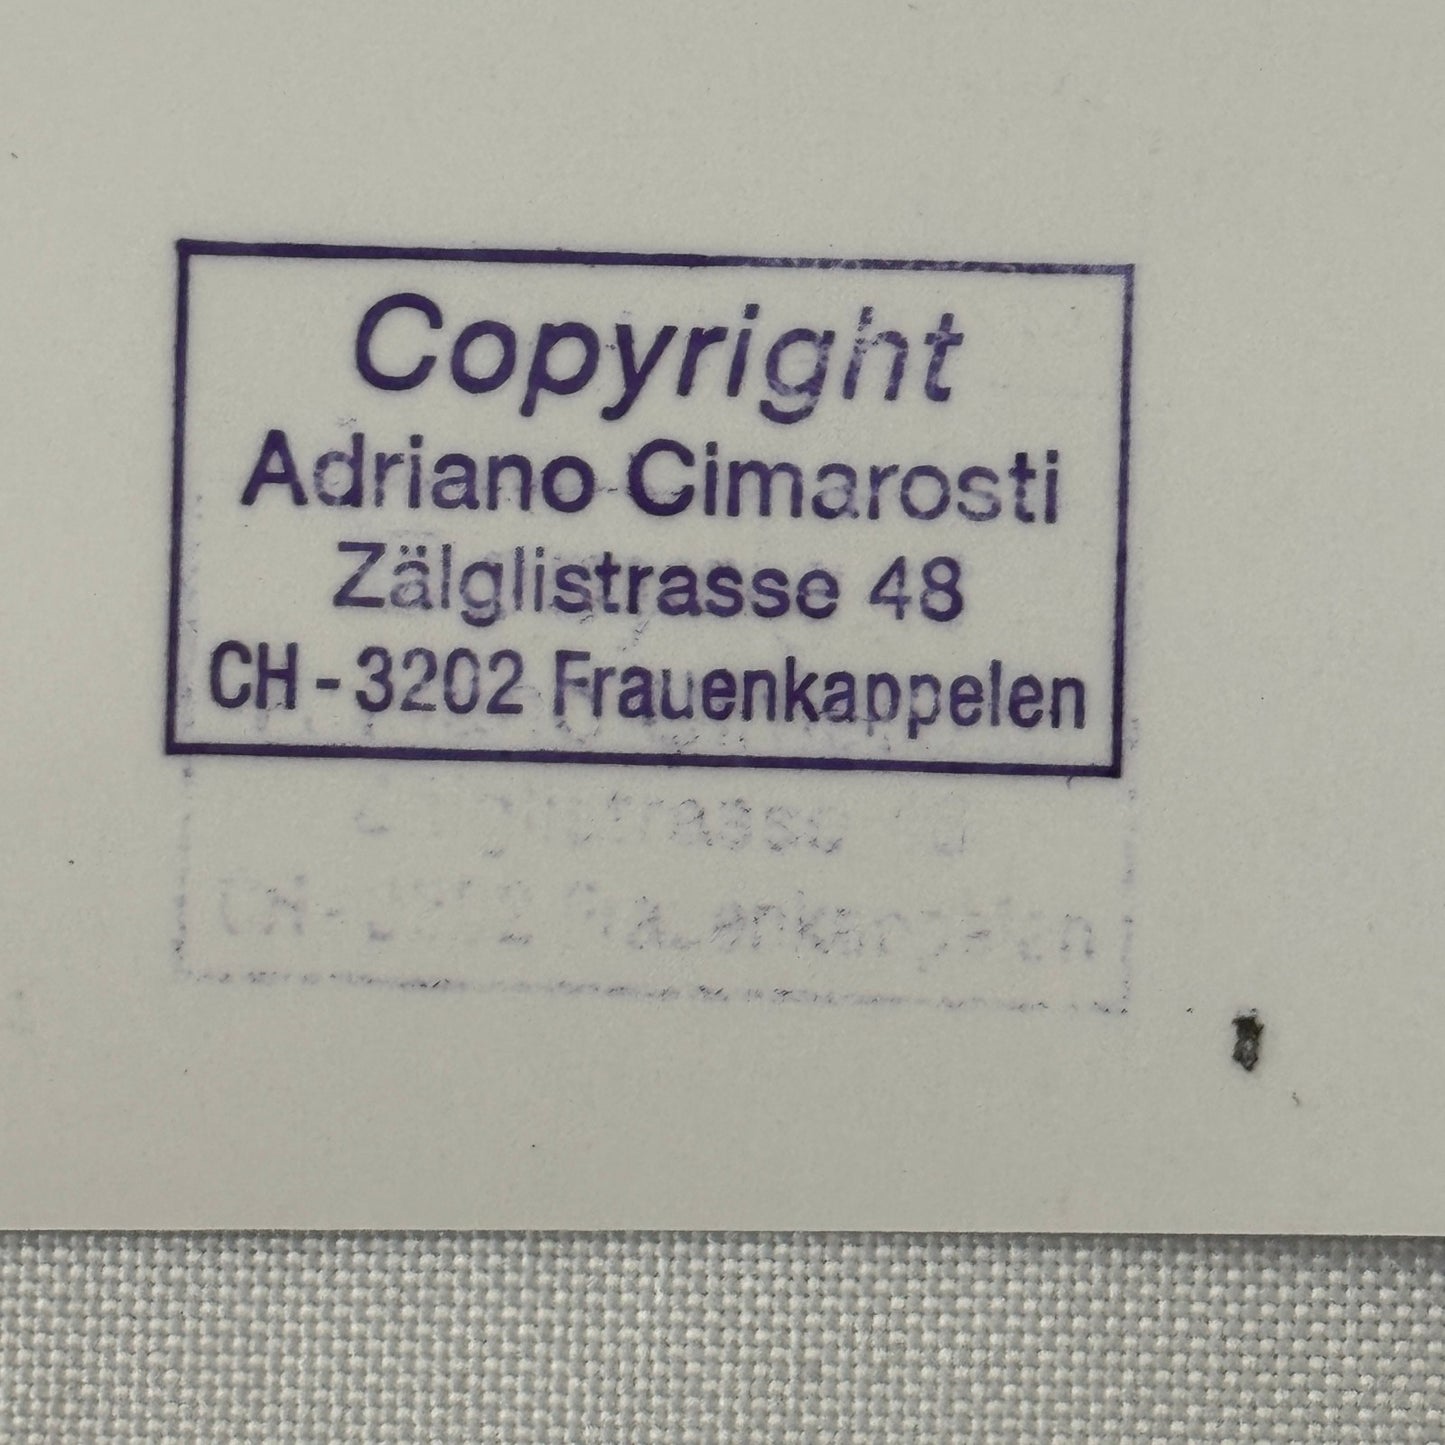 Copyright
Adriano Cimarosti
Zälglistrasse 48
CH-3202 Frauenkappelen